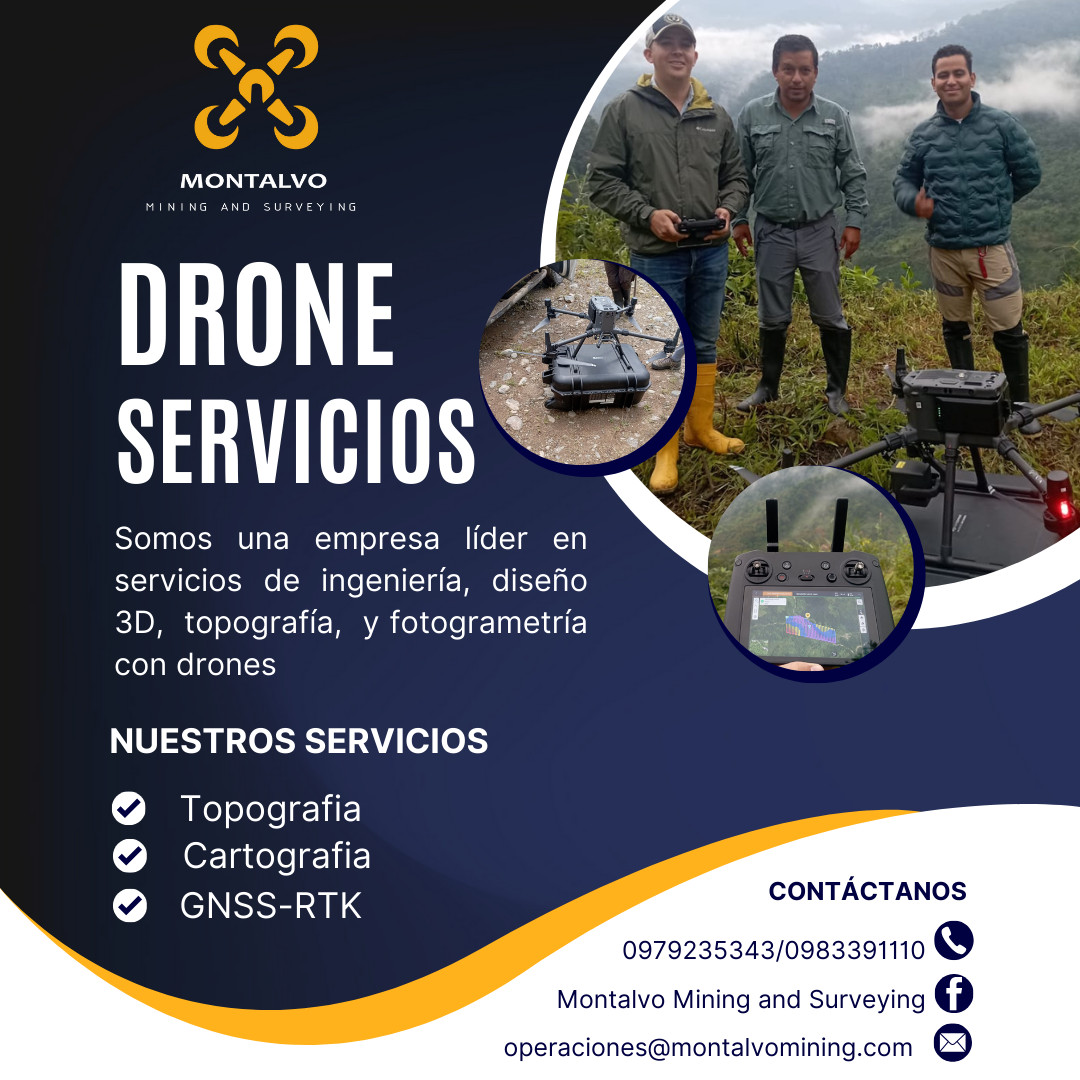 MONTALVO
MINING AND SURVEYING
DRONE
SERVICIOS
Somos una empresa líder en
servicios de ingeniería, diseño
3D, topografía, y fotogrametría
con drones
NUESTROS SERVICIOS
Topografia
Cartografia
GNSS-RTK
CONTÁCTANOS
0979235343/0983391110
Montalvo Mining and Surveying
operaciones@montalvomining.com